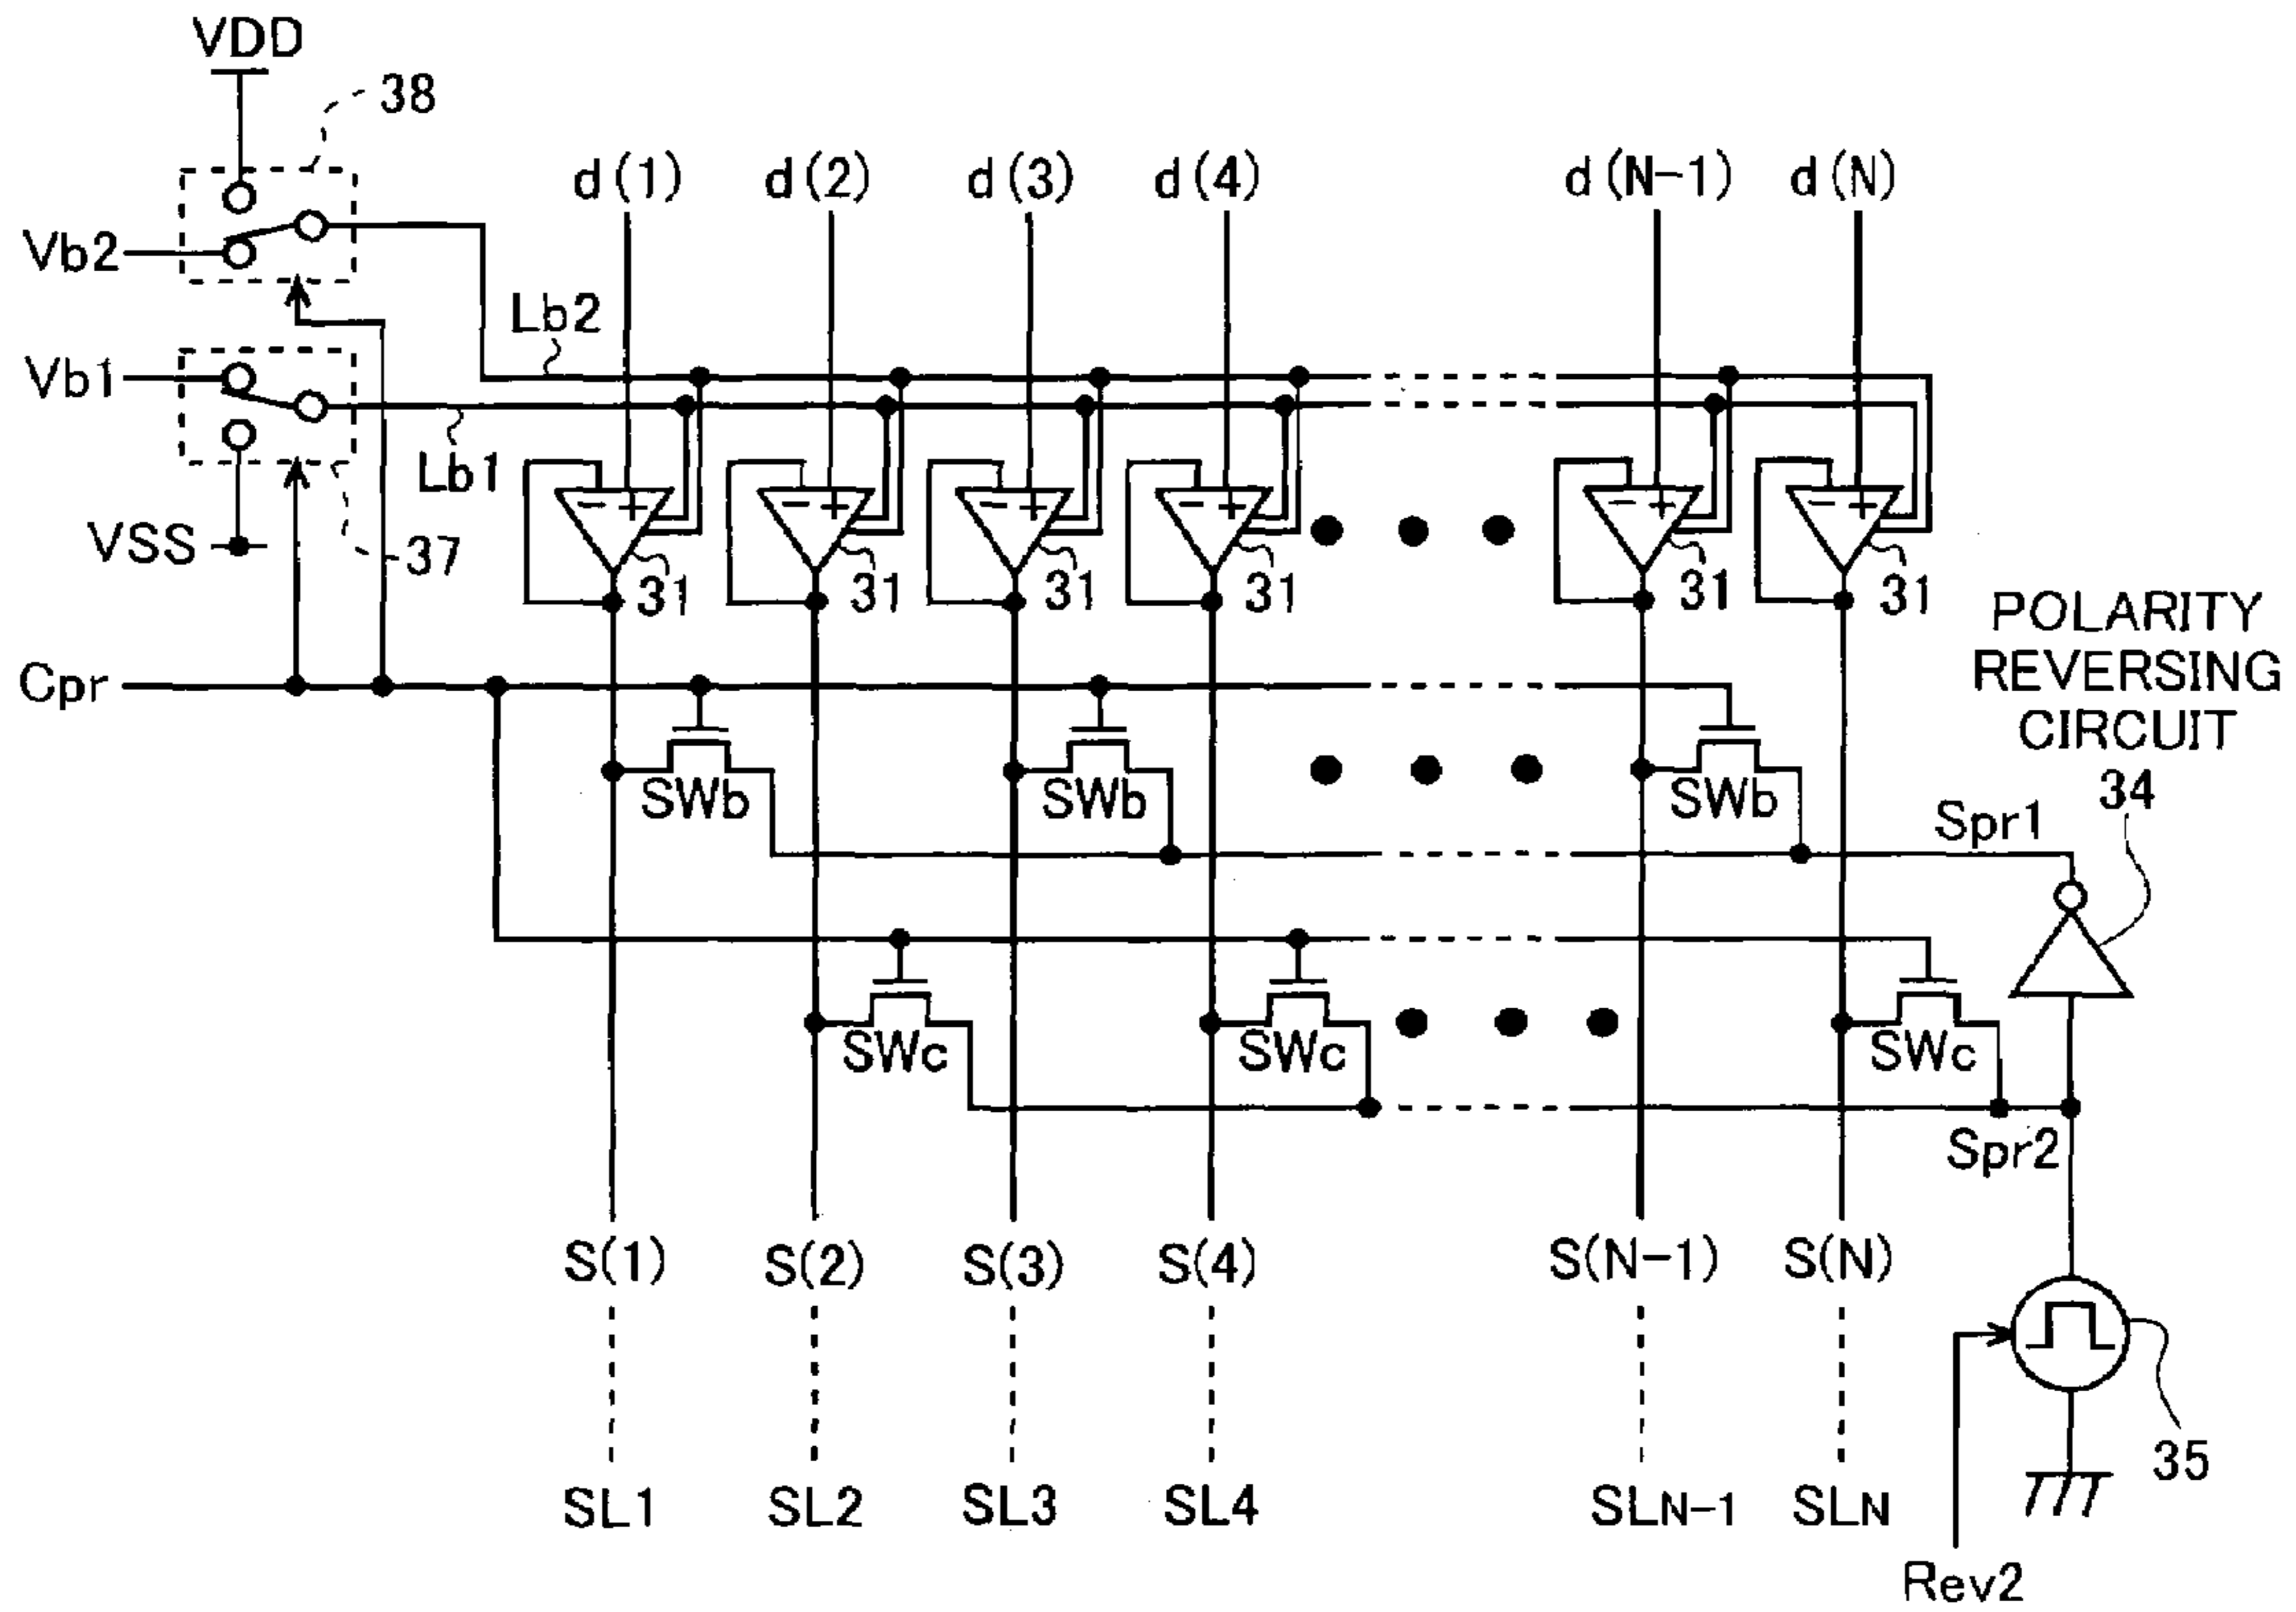 VDD
38
d(1) d(2) d(3) d(4) d(N-1) d(N)
Vb2
Lb2
Vb1
Lb1
- + - + - + - + - + - +
VSS
37
31 31 31 31 31 31
POLARITY
REVERSING
CIRCUIT
34
Cpr
SWb SWb SWb
Spr1
SWc SWc SWc
Spr2
S(1) S(2) S(3) S(4) S(N-1) S(N)
35
SL1 SL2 SL3 SL4 SLN-1 SLN
Rev2